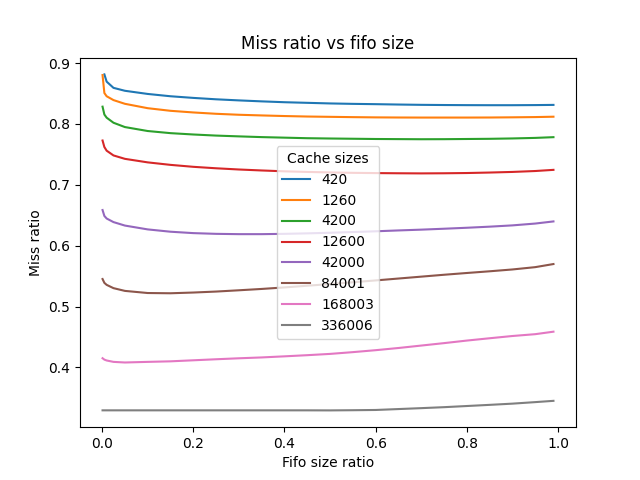 Miss ratio vs fifo size
Miss ratio
0.9
0.8
0.7
0.6
0.5
0.4
Cache sizes
420
1260
4200
12600
42000
84001
168003
336006
0.0 0.2 0.4 0.6 0.8 1.0
Fifo size ratio